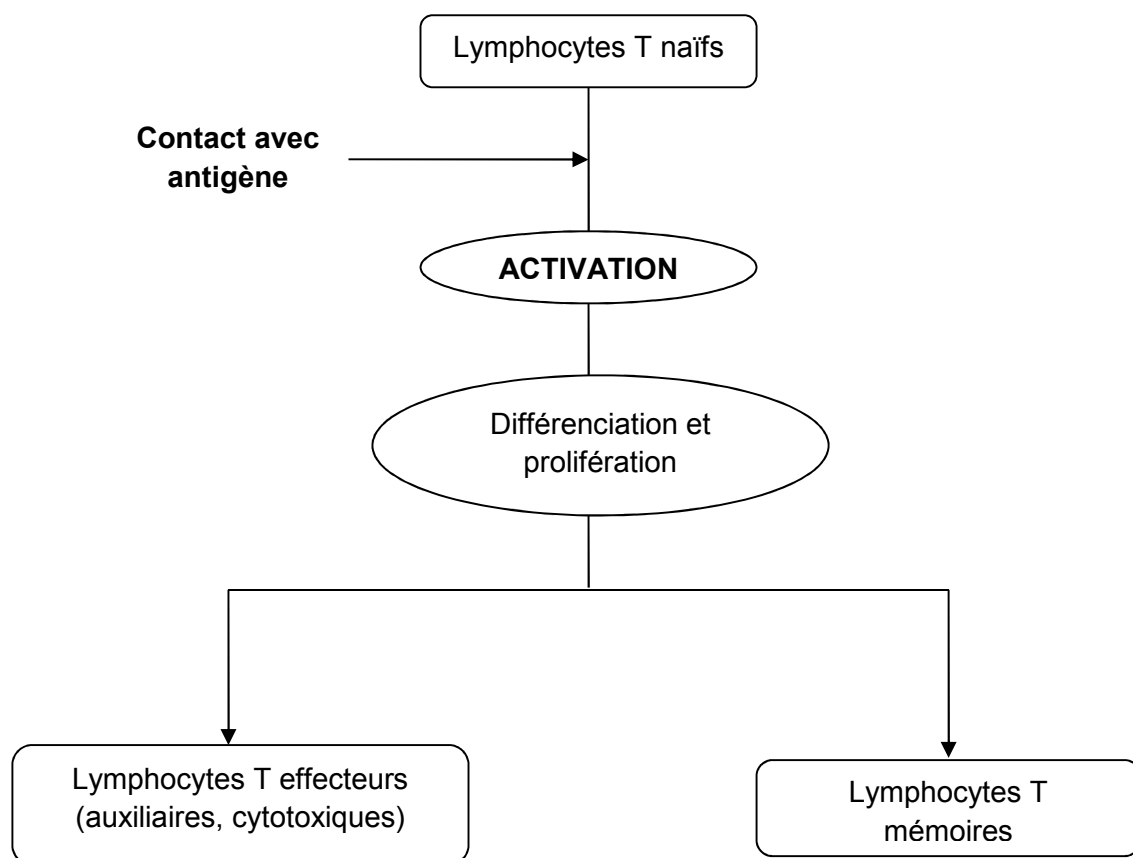 Lymphocytes T naïfs
Contact avec
antigène
ACTIVATION
Différenciation et
prolifération
Lymphocytes T effecteurs
(auxiliaires, cytotoxiques)
Lymphocytes T
mémoires